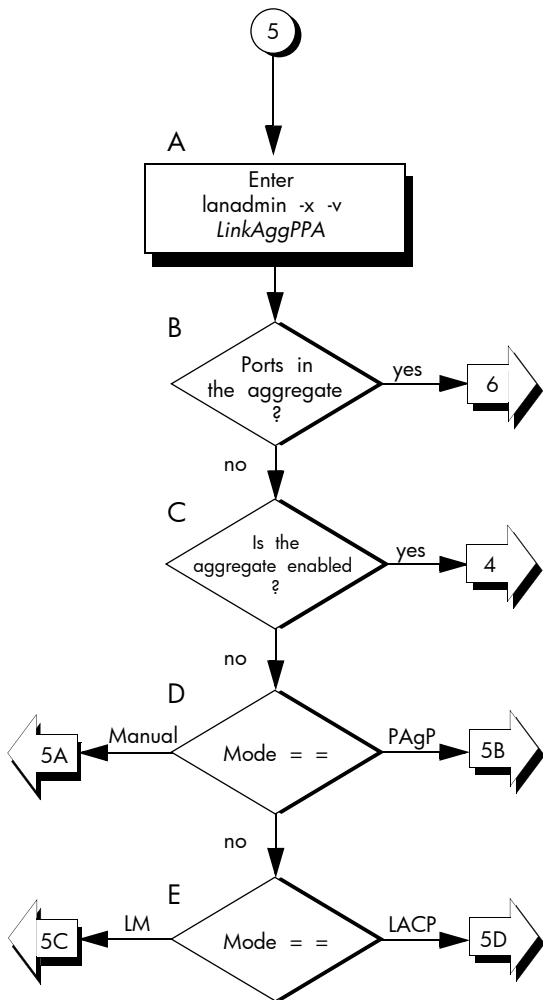 5
A
Enter
lanadmin -x -v
LinkAggPPA
B
Ports in
the aggregate
?
yes
6
no
C
Is the
aggregate enabled
?
yes
4
no
D
Manual
5A
Mode = =
PAgP
5B
no
E
LM
5C
Mode = =
LACP
5D